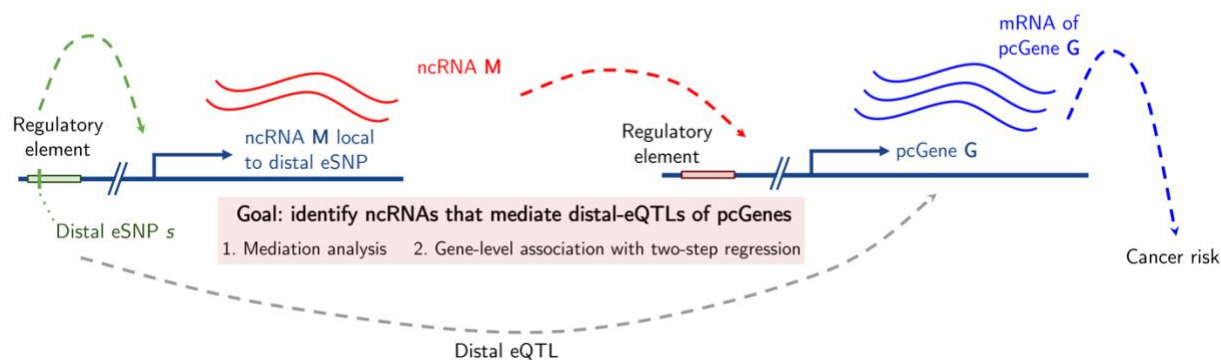 mRNA of
pcGene G
ncRNA M
Regulatory
element
ncRNA M local
to distal eSNP
Regulatory
element
pcGene G
Goal: identify ncRNAs that mediate distal-eQTLs of pcGenes
1. Mediation analysis 2. Gene-level association with two-step regression
Distal eSNP s
Cancer risk
Distal eQTL